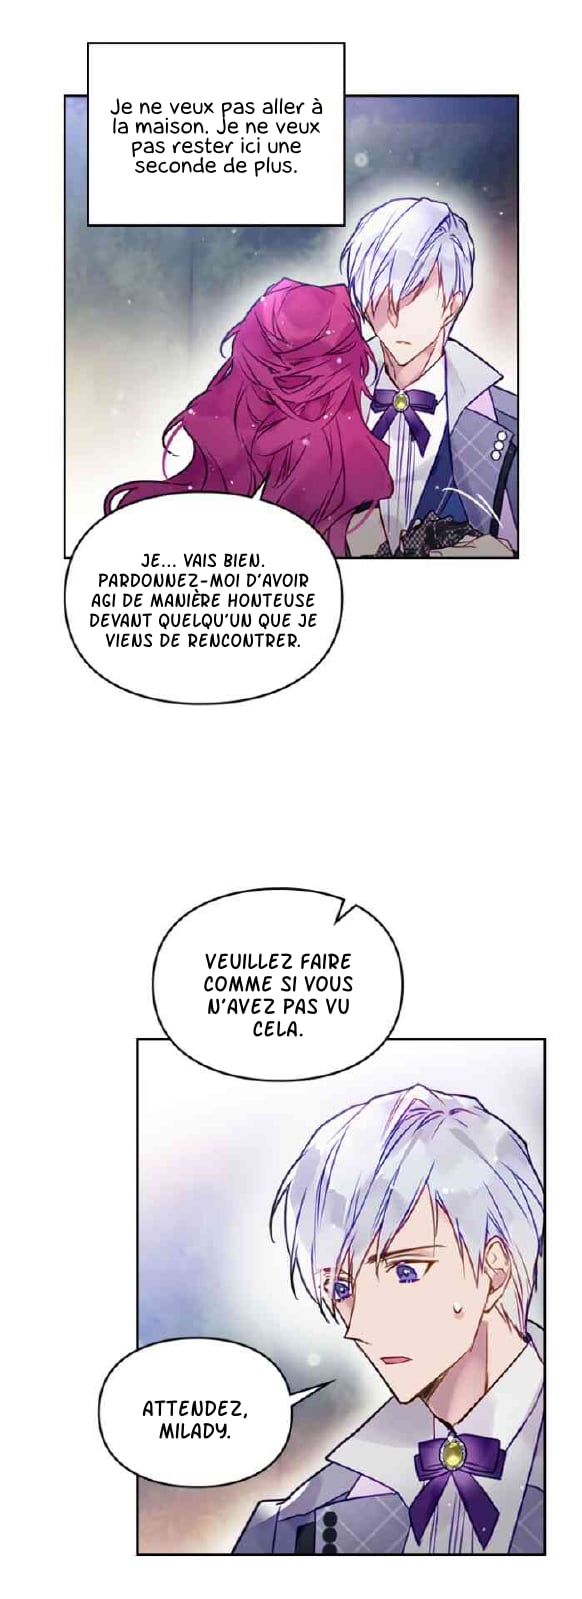 Je ne veux pas aller à
la maison. Je ne veux
pas rester ici une
seconde de plus.
JE... VAIS BIEN.
PARDONNEZ-MOI D'AVOIR
AGI DE MANIÈRE HONTEUSE
DEVANT QUELQU'UN QUE JE
VIENS DE RENCONTRER.
VEUILLEZ FAIRE
COMME SI VOUS
N'AVEZ PAS VU
CELA.
ATTENDEZ,
MILADY.